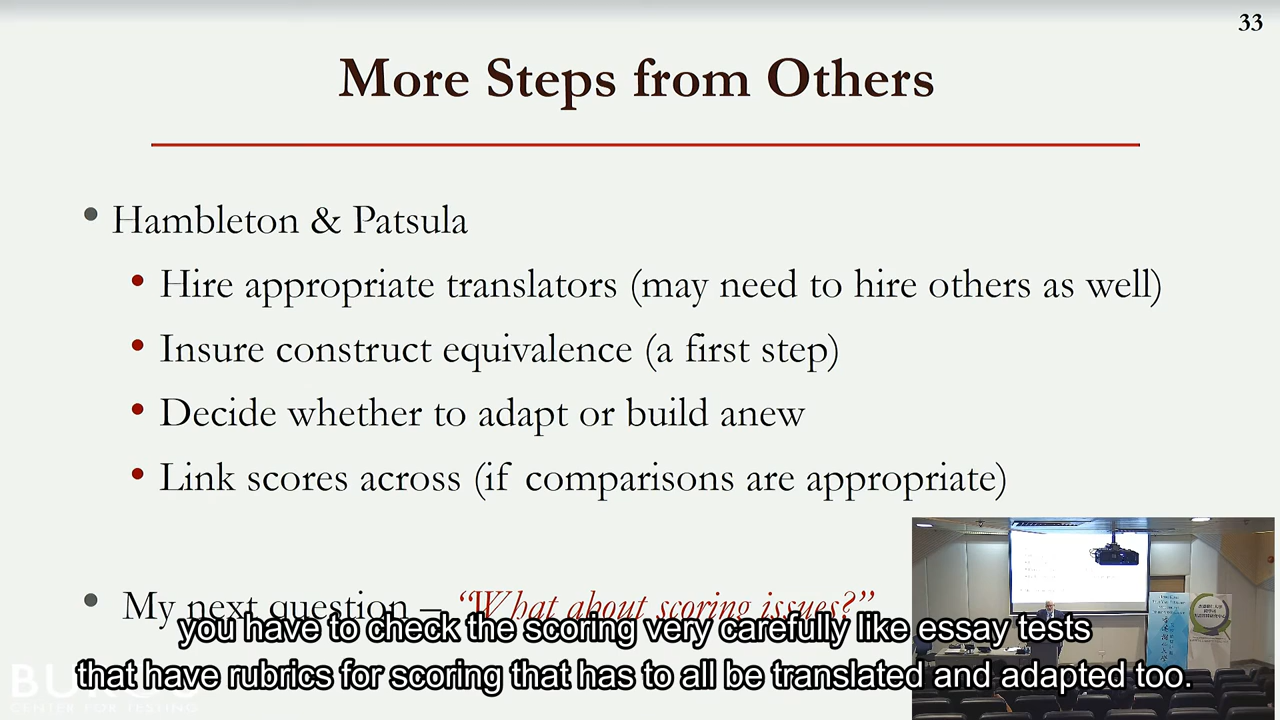 33
More Steps from Others
• Hambleton & Patsula
• Hire appropriate translators (may need to hire others as well)
• Insure construct equivalence (a first step)
• Decide whether to adapt or build anew
• Link scores across (if comparisons are appropriate)
• My next question – “What about scoring issues?”
you have to check the scoring very carefully like essay tests
that have rubrics for scoring that has to all be translated and adapted too.
CENTER FOR TESTING